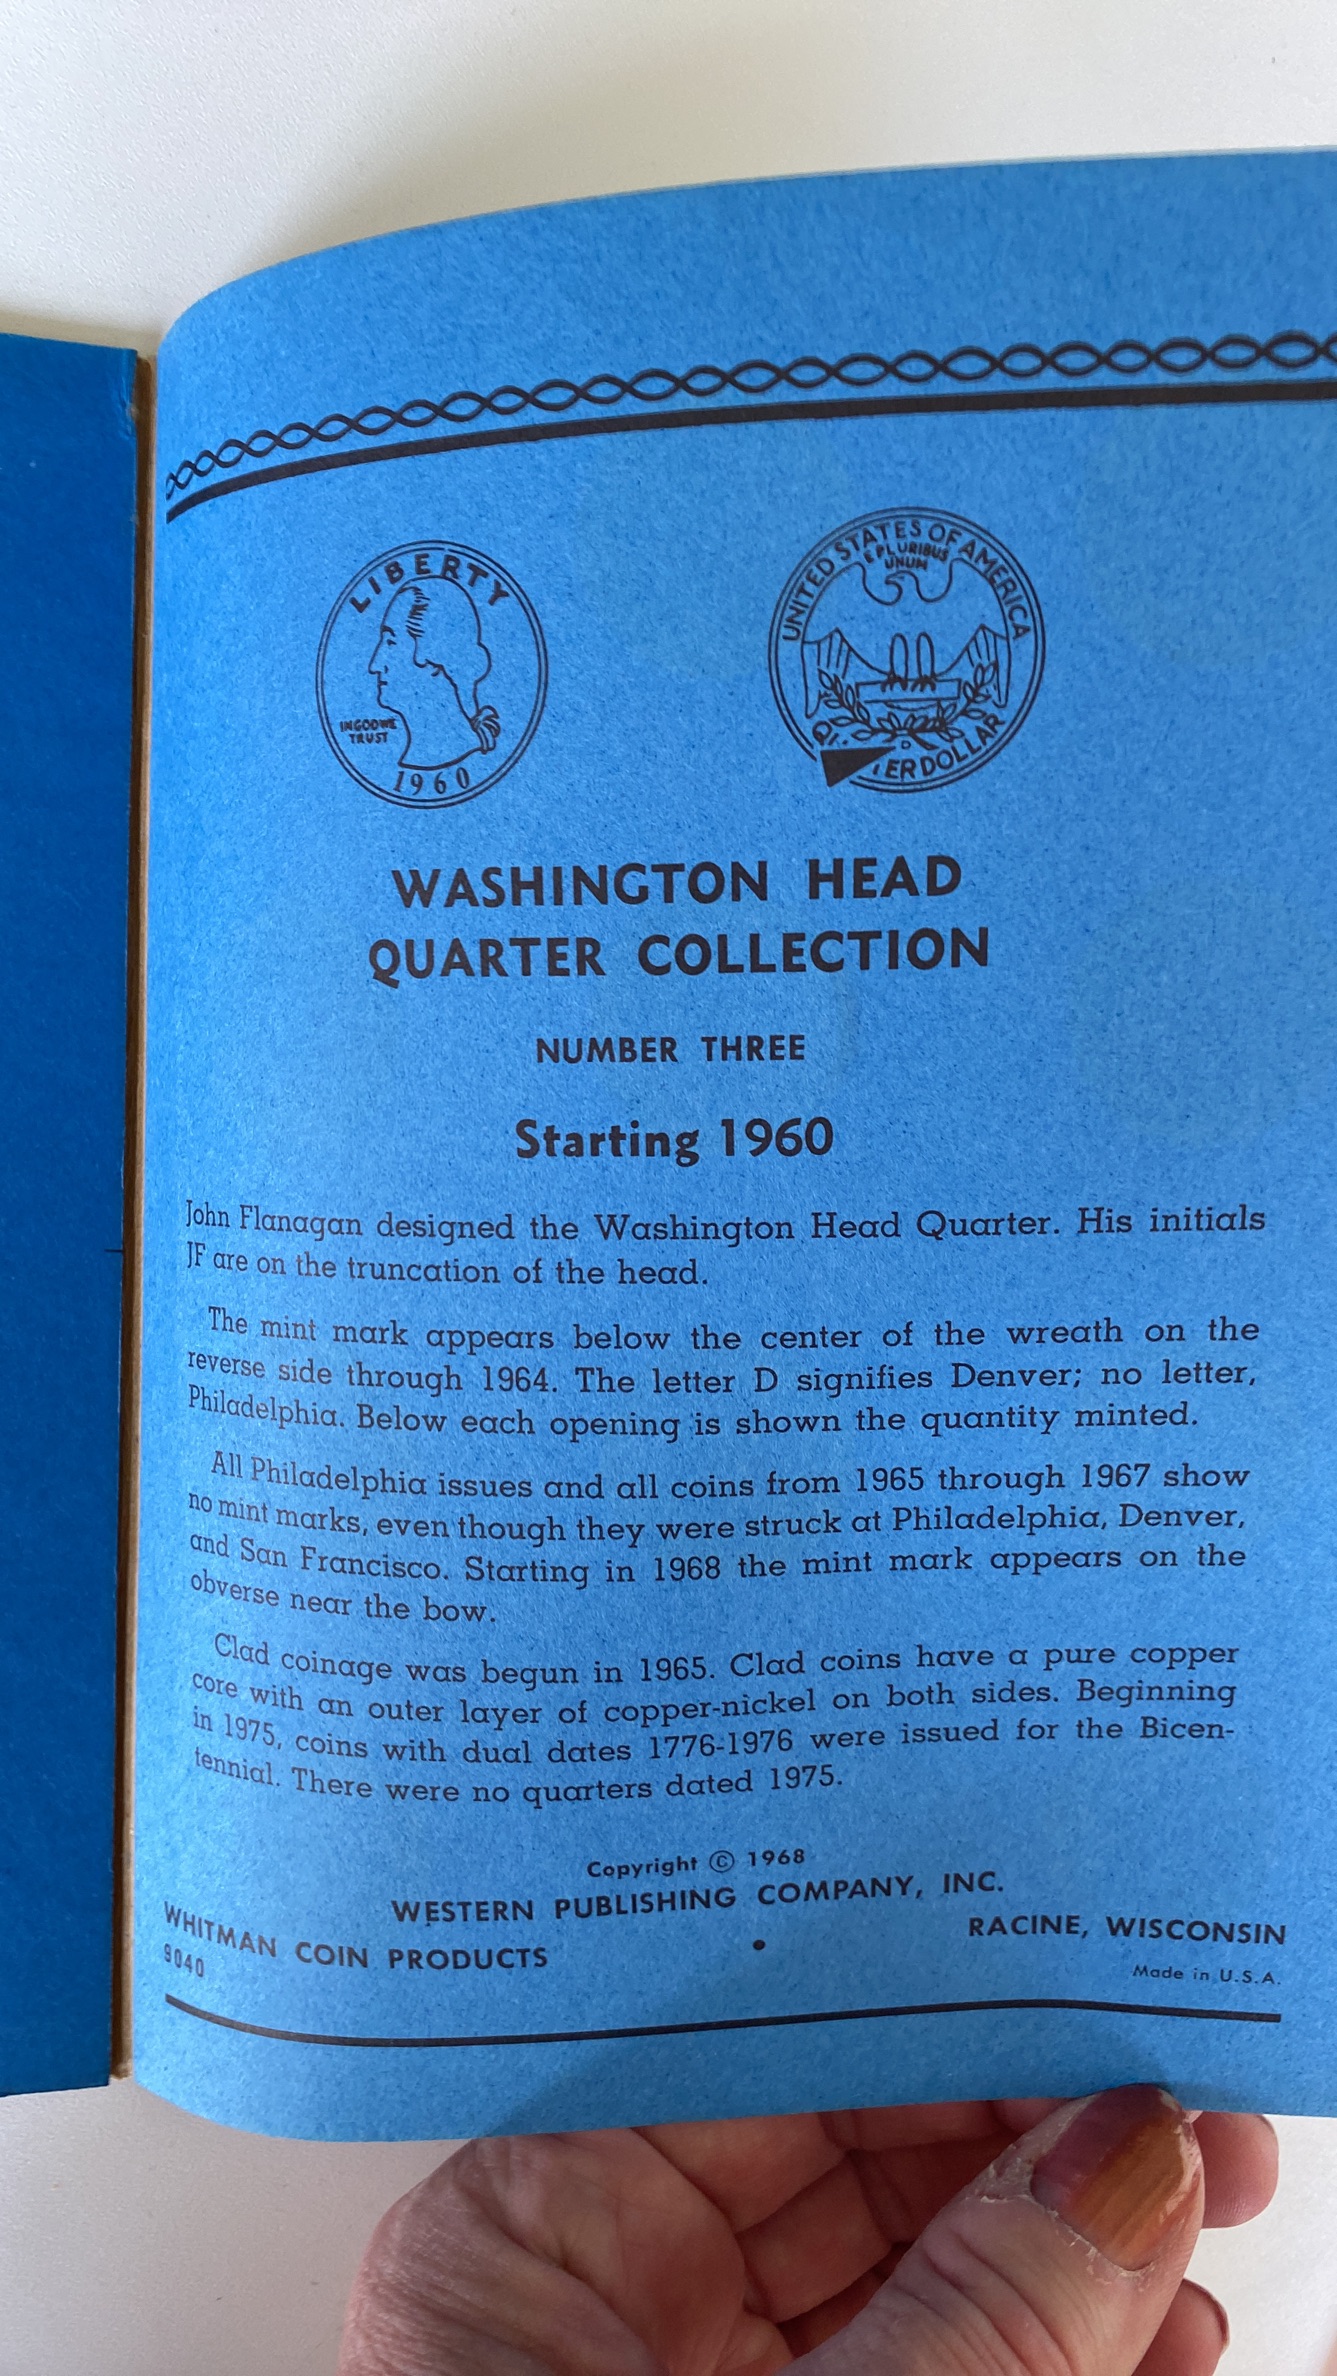 LIBERTY
IN GOD WE
TRUST
1960
UNITED STATES OF AMERICA
E PLURIBUS
UNUM
D
DOLLAR
WASHINGTON HEAD
QUARTER COLLECTION
NUMBER THREE
Starting 1960
John Flanagan designed the Washington Head Quarter. His initials
JF are on the truncation of the head.
The mint mark appears below the center of the wreath on the
reverse side through 1964. The letter D signifies Denver; no letter,
Philadelphia. Below each opening is shown the quantity minted.
All Philadelphia issues and all coins from 1965 through 1967 show
no mint marks, even though they were struck at Philadelphia, Denver,
and San Francisco. Starting in 1968 the mint mark appears on the
obverse near the bow.
Clad coinage was begun in 1965. Clad coins have a pure copper
core with an outer layer of copper-nickel on both sides. Beginning
in 1975, coins with dual dates 1776-1976 were issued for the Bicen-
tennial. There were no quarters dated 1975.
Copyright © 1968
WESTERN PUBLISHING COMPANY, INC.
WHITMAN COIN PRODUCTS • RACINE, WISCONSIN
9040 Made in U.S.A.